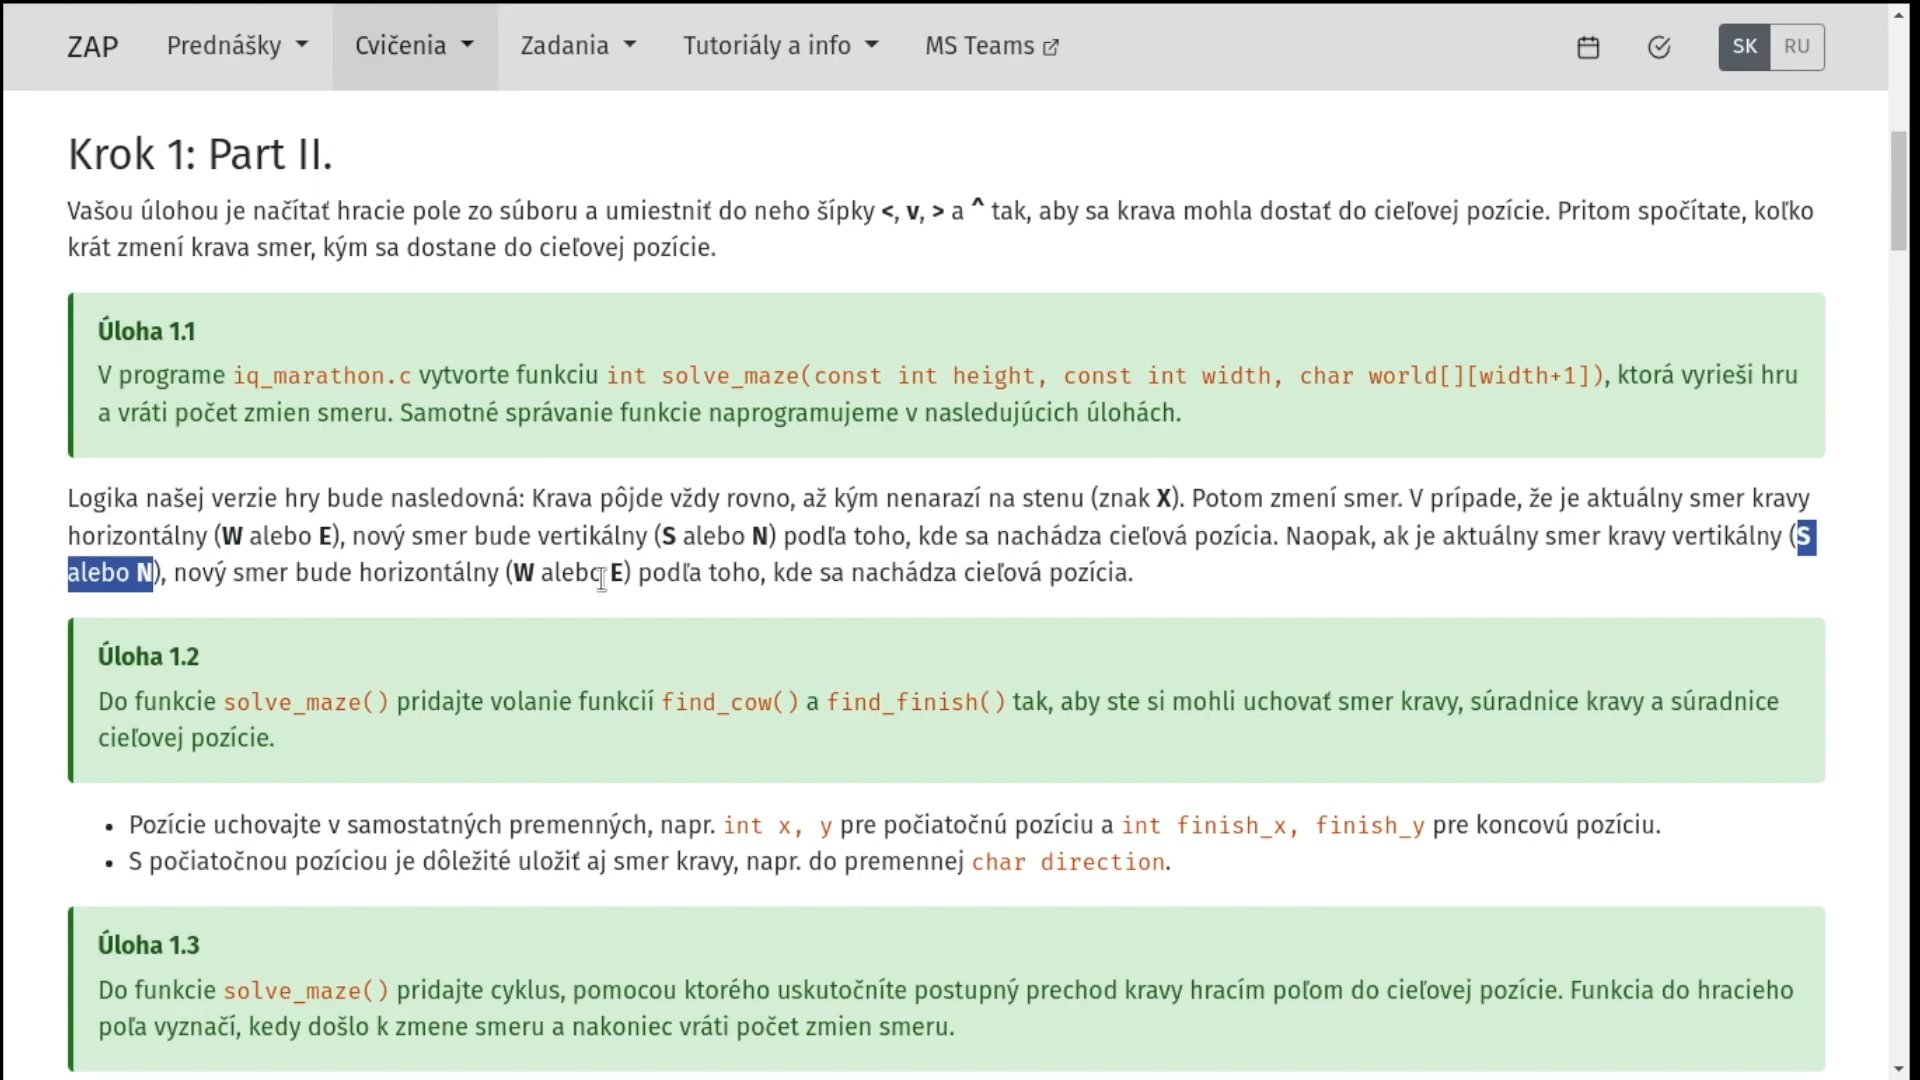 ZAP Prednášky Cvičenia Zadania Tutoriály a info MS Teams SK RU
Krok 1: Part II.
Vašou úlohou je načítať hracie pole zo súboru a umiestniť do neho šípky <, v, > a ^ tak, aby sa krava mohla dostať do cieľovej pozície. Pritom spočítate, koľko
krát zmení krava smer, kým sa dostane do cieľovej pozície.
Úloha 1.1
V programe iq_marathon.c vytvorte funkciu int solve_maze(const int height, const int width, char world[][width+1]), ktorá vyrieši hru
a vráti počet zmien smeru. Samotné správanie funkcie naprogramujeme v nasledujúcich úlohách.
Logika našej verzie hry bude nasledovná: Krava pôjde vždy rovno, až kým nenarazí na stenu (znak X). Potom zmení smer. V prípade, že je aktuálny smer kravy
horizontálny (W alebo E), nový smer bude vertikálny (S alebo N) podľa toho, kde sa nachádza cieľová pozícia. Naopak, ak je aktuálny smer kravy vertikálny (S
alebo N), nový smer bude horizontálny (W alebo E) podľa toho, kde sa nachádza cieľová pozícia.
Úloha 1.2
Do funkcie solve_maze() pridajte volanie funkcií find_cow() a find_finish() tak, aby ste si mohli uchovať smer kravy, súradnice kravy a súradnice
cieľovej pozície.
• Pozície uchovajte v samostatných premenných, napr. int x, y pre počiatočnú pozíciu a int finish_x, finish_y pre koncovú pozíciu.
• S počiatočnou pozíciou je dôležité uložiť aj smer kravy, napr. do premennej char direction.
Úloha 1.3
Do funkcie solve_maze() pridajte cyklus, pomocou ktorého uskutočníte postupný prechod kravy hracím poľom do cieľovej pozície. Funkcia do hracieho
poľa vyznačí, kedy došlo k zmene smeru a nakoniec vráti počet zmien smeru.